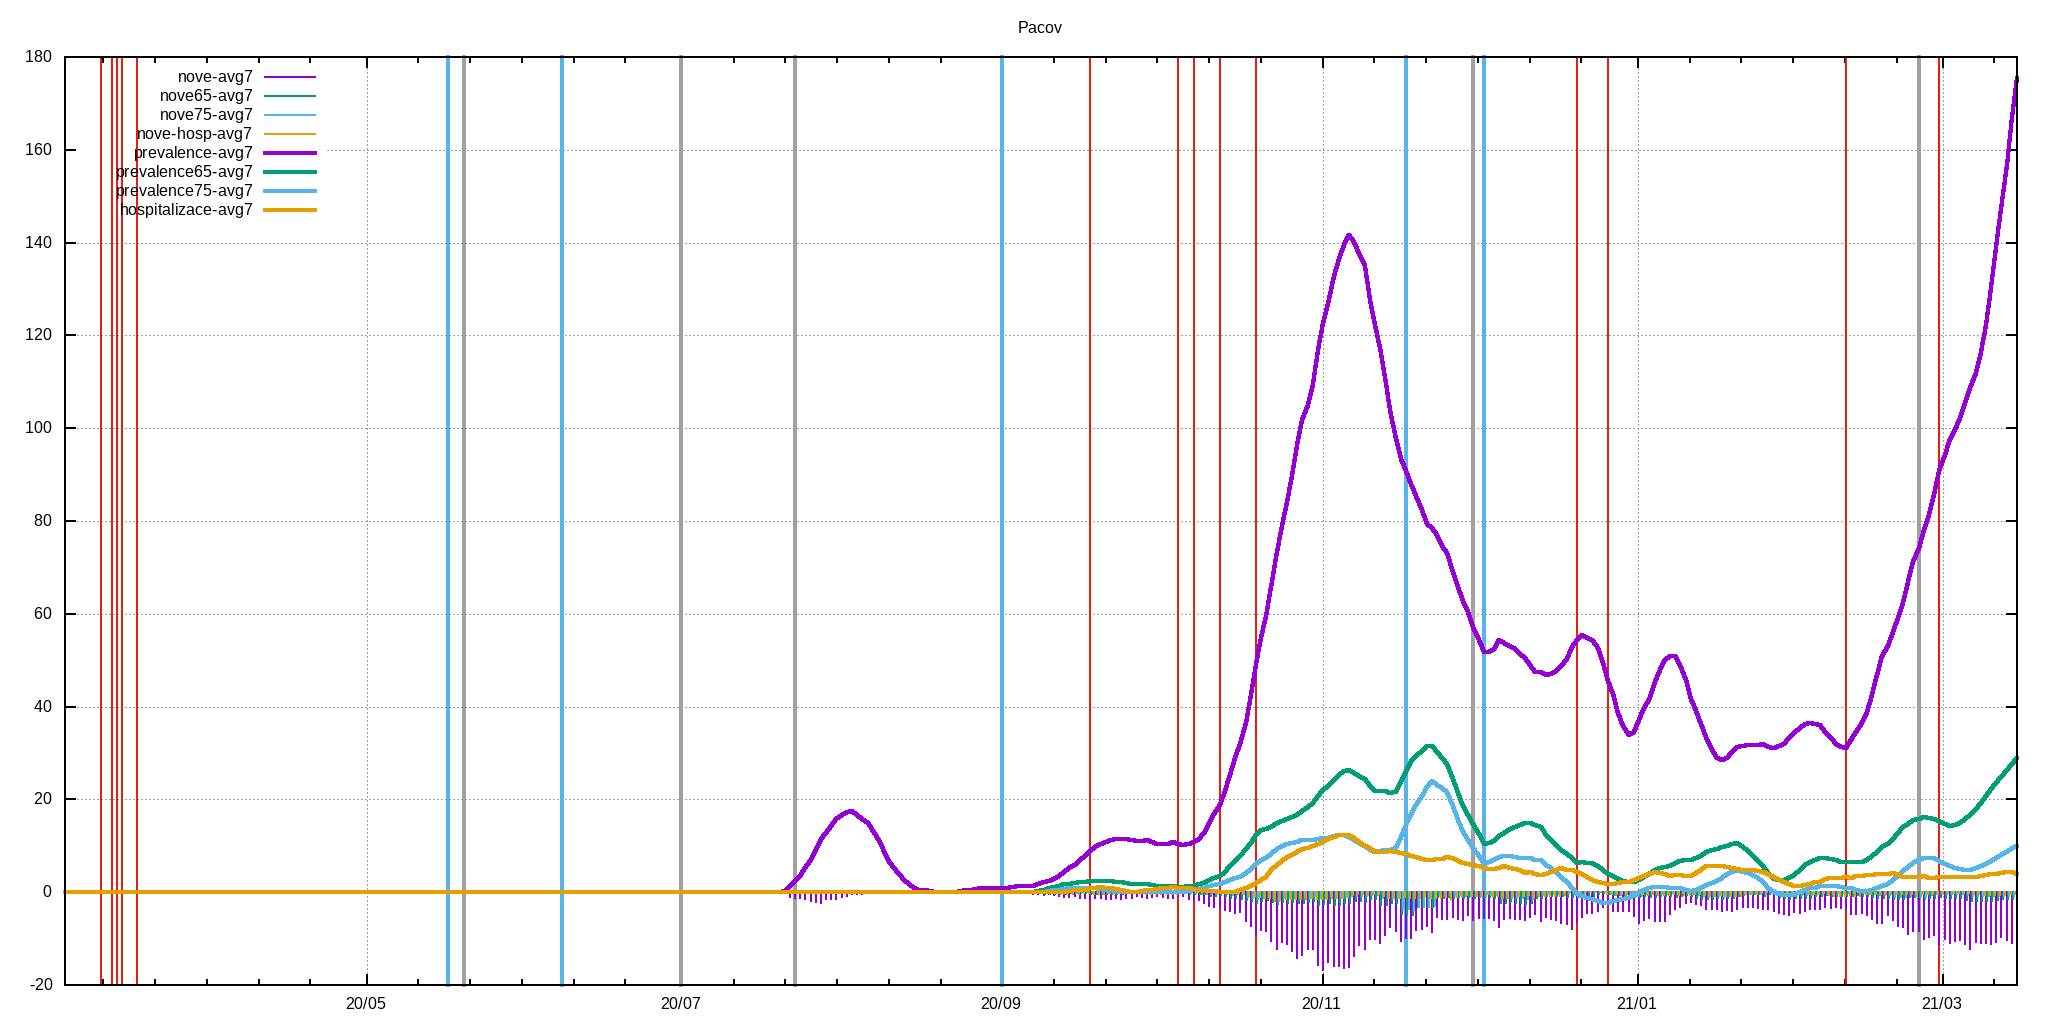 Pacov
180
160
140
120
100
80
60
40
20
0
-20
nove-avg7
nove65-avg7
nove75-avg7
nove-hosp-avg7
prevalence-avg7
prevalence65-avg7
prevalence75-avg7
hospitalizace-avg7
20/05
20/07
20/09
20/11
21/01
21/03